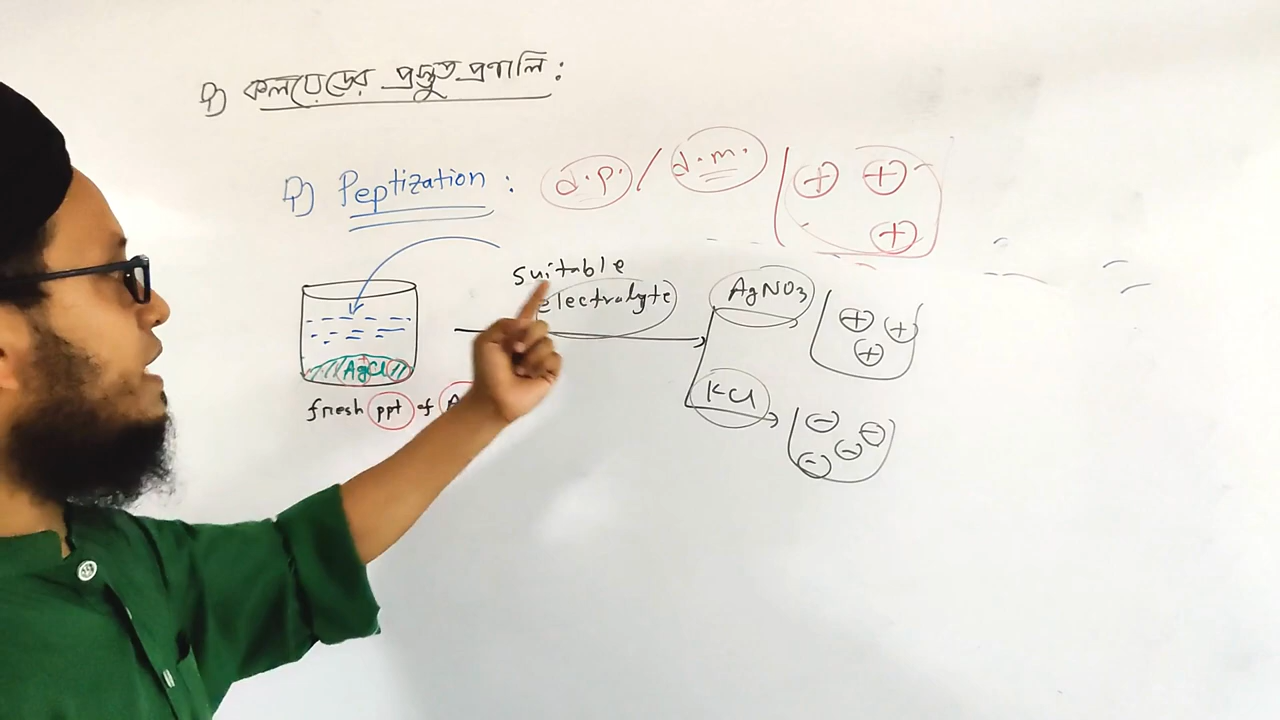 কলয়েডের প্রস্তুত প্রণালি :
Peptization :
d.p. / d.m.
+ +
+
suitable
electrolyte
AgNO3
+ +
+
AgCl
KCl
fresh ppt of A
- -
- -